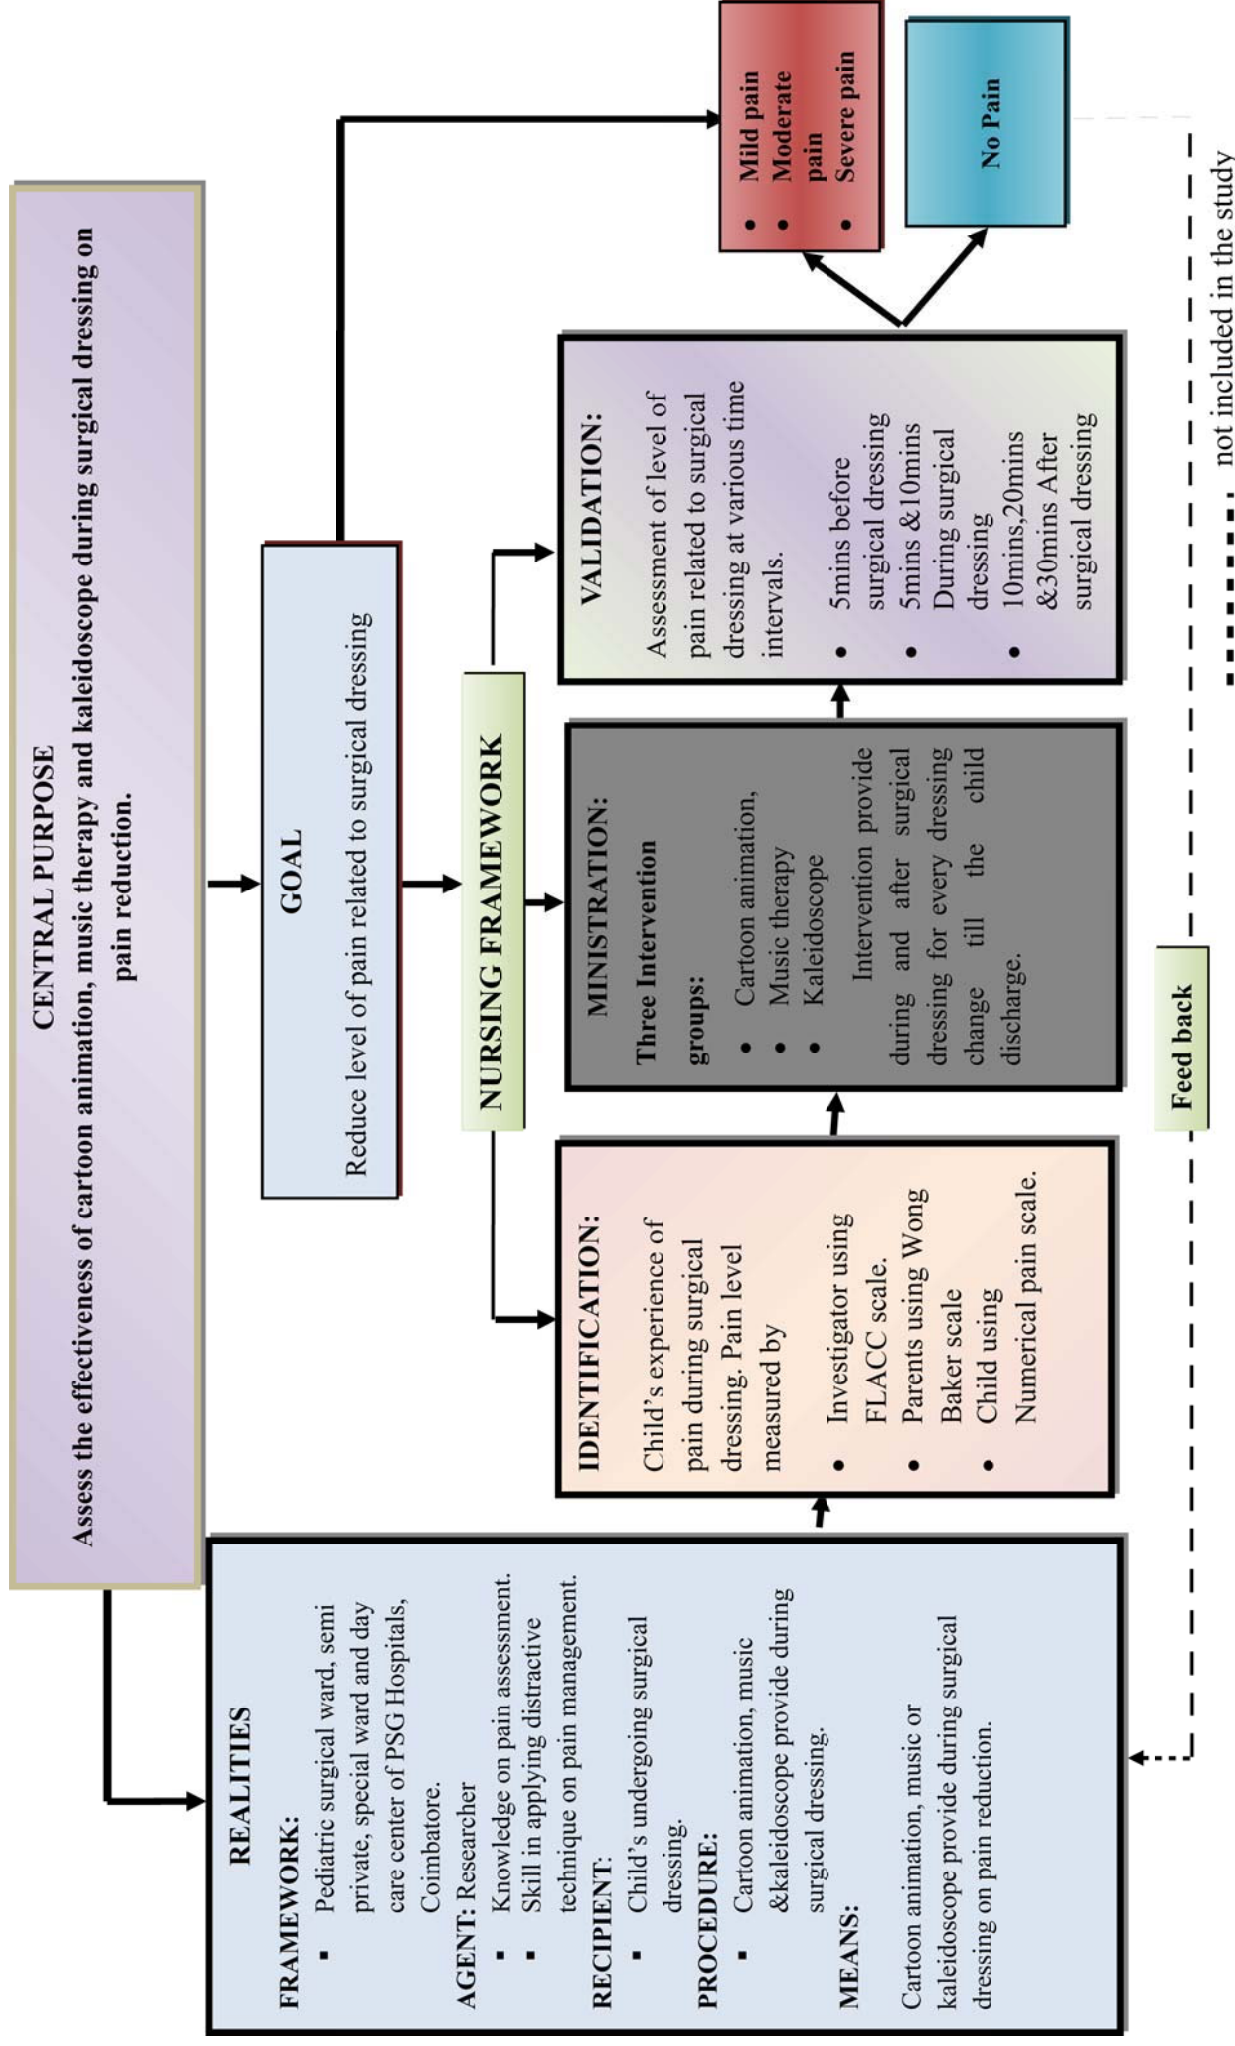 CENTRAL PURPOSE
Assess the effectiveness of cartoon animation, music therapy and kaleidoscope during surgical dressing on
pain reduction.
REALITIES
FRAMEWORK:
▪ Pediatric surgical ward, semi
private, special ward and day
care center of PSG Hospitals,
Coimbatore.
AGENT: Researcher
▪ Knowledge on pain assessment.
▪ Skill in applying distractive
technique on pain management.
RECIPIENT:
▪ Child’s undergoing surgical
dressing.
PROCEDURE:
▪ Cartoon animation, music
&kaleidoscope provide during
surgical dressing.
MEANS:
Cartoon animation, music or
kaleidoscope provide during surgical
dressing on pain reduction.
GOAL
Reduce level of pain related to surgical dressing
NURSING FRAMEWORK
IDENTIFICATION:
Child’s experience of
pain during surgical
dressing. Pain level
measured by
• Investigator using
FLACC scale.
• Parents using Wong
Baker scale
• Child using
Numerical pain scale.
MINISTRATION:
Three Intervention
groups:
• Cartoon animation,
• Music therapy
• Kaleidoscope
Intervention provide
during and after surgical
dressing for every dressing
change till the child
discharge.
VALIDATION:
Assessment of level of
pain related to surgical
dressing at various time
intervals.
• 5mins before
surgical dressing
• 5mins &10mins
During surgical
dressing
• 10mins,20mins
&30mins After
surgical dressing
• Mild pain
• Moderate
pain
• Severe pain
No Pain
Feed back
not included in the study